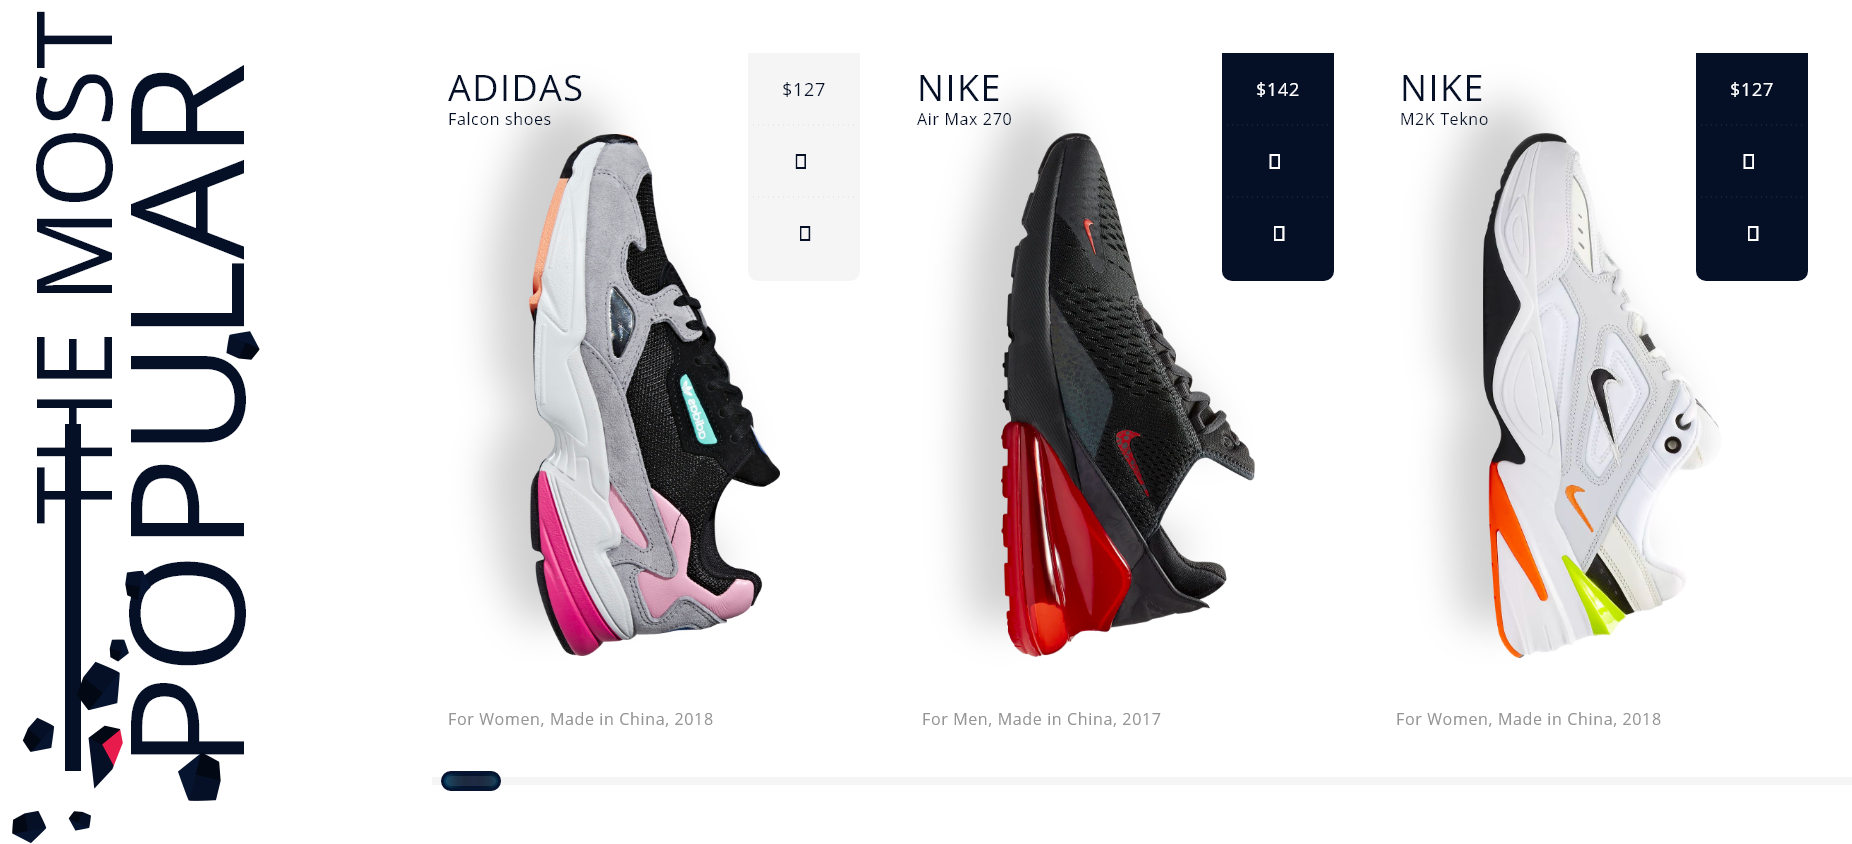 THE MOST
POPULAR
ADIDAS
Falcon shoes
$127
adidas
For Women, Made in China, 2018
NIKE
Air Max 270
$142
For Men, Made in China, 2017
NIKE
M2K Tekno
$127
For Women, Made in China, 2018